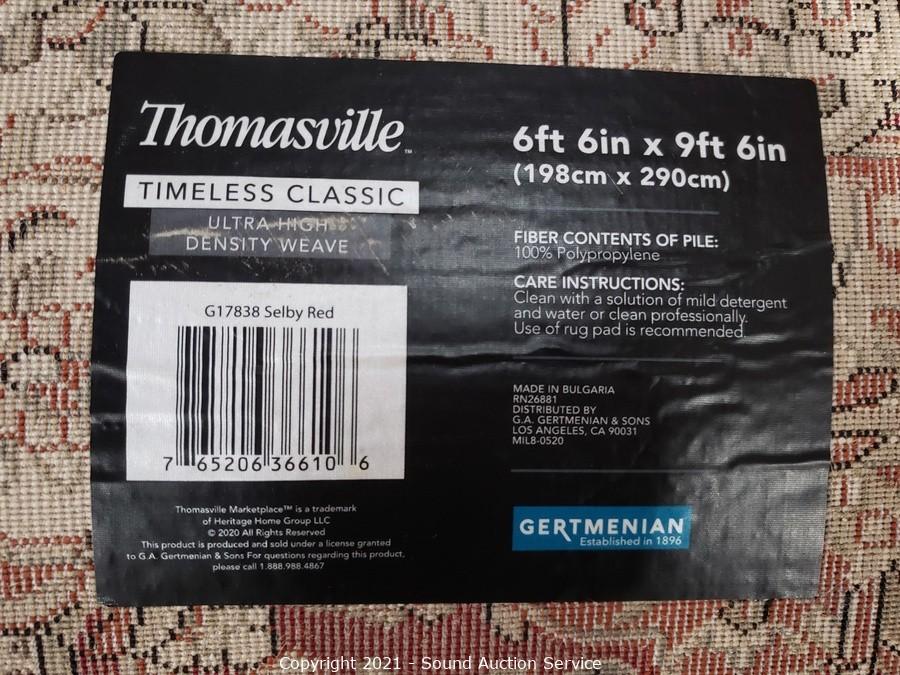 Thomasville™
TIMELESS CLASSIC
ULTRA HIGH
DENSITY WEAVE
G17838 Selby Red
7 65206 36610 6
Thomasville Marketplace™ is a trademark
of Heritage Home Group LLC
© 2020 All Rights Reserved
This product is produced and sold under a license granted
to G.A. Gertmenian & Sons For questions regarding this product,
please call 1.888.988.4867
6ft 6in x 9ft 6in
(198cm x 290cm)
FIBER CONTENTS OF PILE:
100% Polypropylene
CARE INSTRUCTIONS:
Clean with a solution of mild detergent
and water or clean professionally.
Use of rug pad is recommended.
MADE IN BULGARIA
RN26881
DISTRIBUTED BY
G.A. GERTMENIAN & SONS
LOS ANGELES, CA 90031
MIL8-0520
GERTMENIAN
Established in 1896
Copyright 2021 - Sound Auction Service